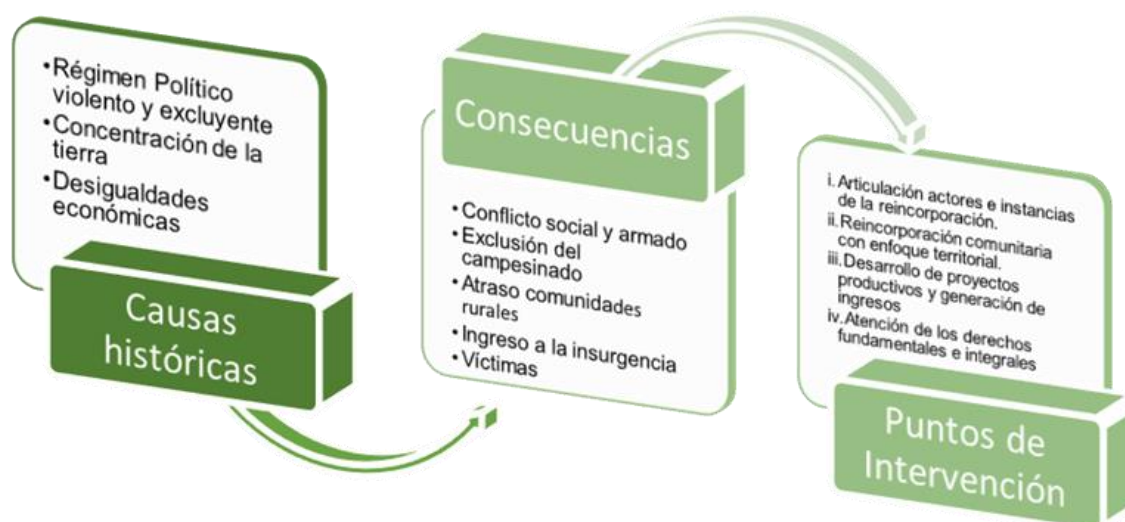 •Régimen Político
violento y excluyente
•Concentración de la
tierra
•Desigualdades
económicas
Causas
históricas
Consecuencias
•Conflicto social y armado
•Exclusión del
campesinado
•Atraso comunidades
rurales
•Ingreso a la insurgencia
•Víctimas
i. Articulación actores e instancias
de la reincorporación.
ii. Reincorporación comunitaria
con enfoque territorial.
iii. Desarrollo de proyectos
productivos y generación de
ingresos
iv. Atención de los derechos
fundamentales e integrales
Puntos de
Intervención